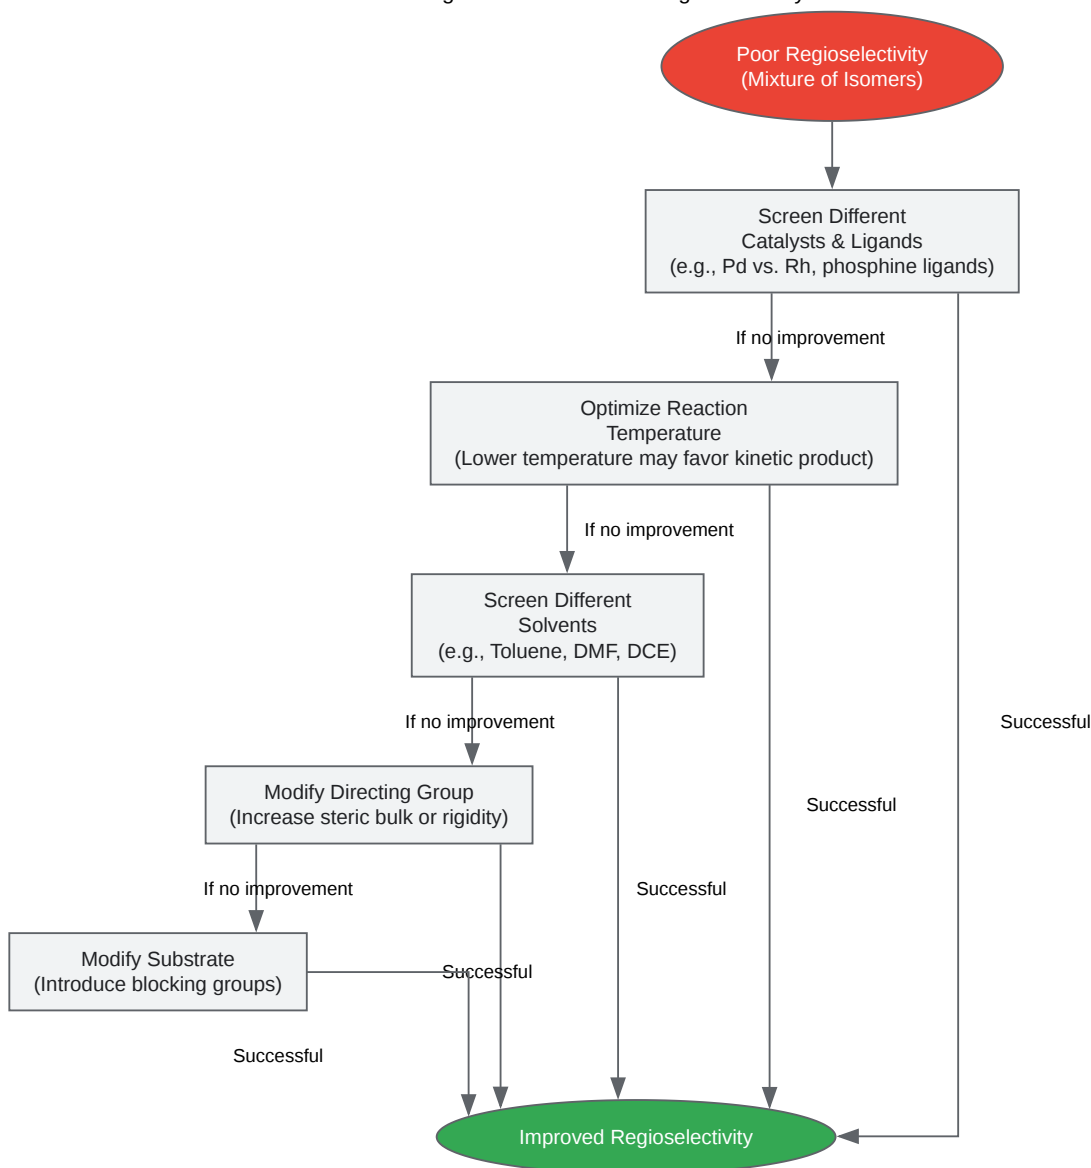 Poor Regioselectivity
(Mixture of Isomers)
Screen Different
Catalysts & Ligands
(e.g., Pd vs. Rh, phosphine ligands)
If no improvement
Optimize Reaction
Temperature
(Lower temperature may favor kinetic product)
If no improvement
Screen Different
Solvents
(e.g., Toluene, DMF, DCE)
If no improvement
Successful
Modify Directing Group
(Increase steric bulk or rigidity)
Successful
If no improvement
Successful
Modify Substrate
(Introduce blocking groups)
Successful
Successful
Improved Regioselectivity